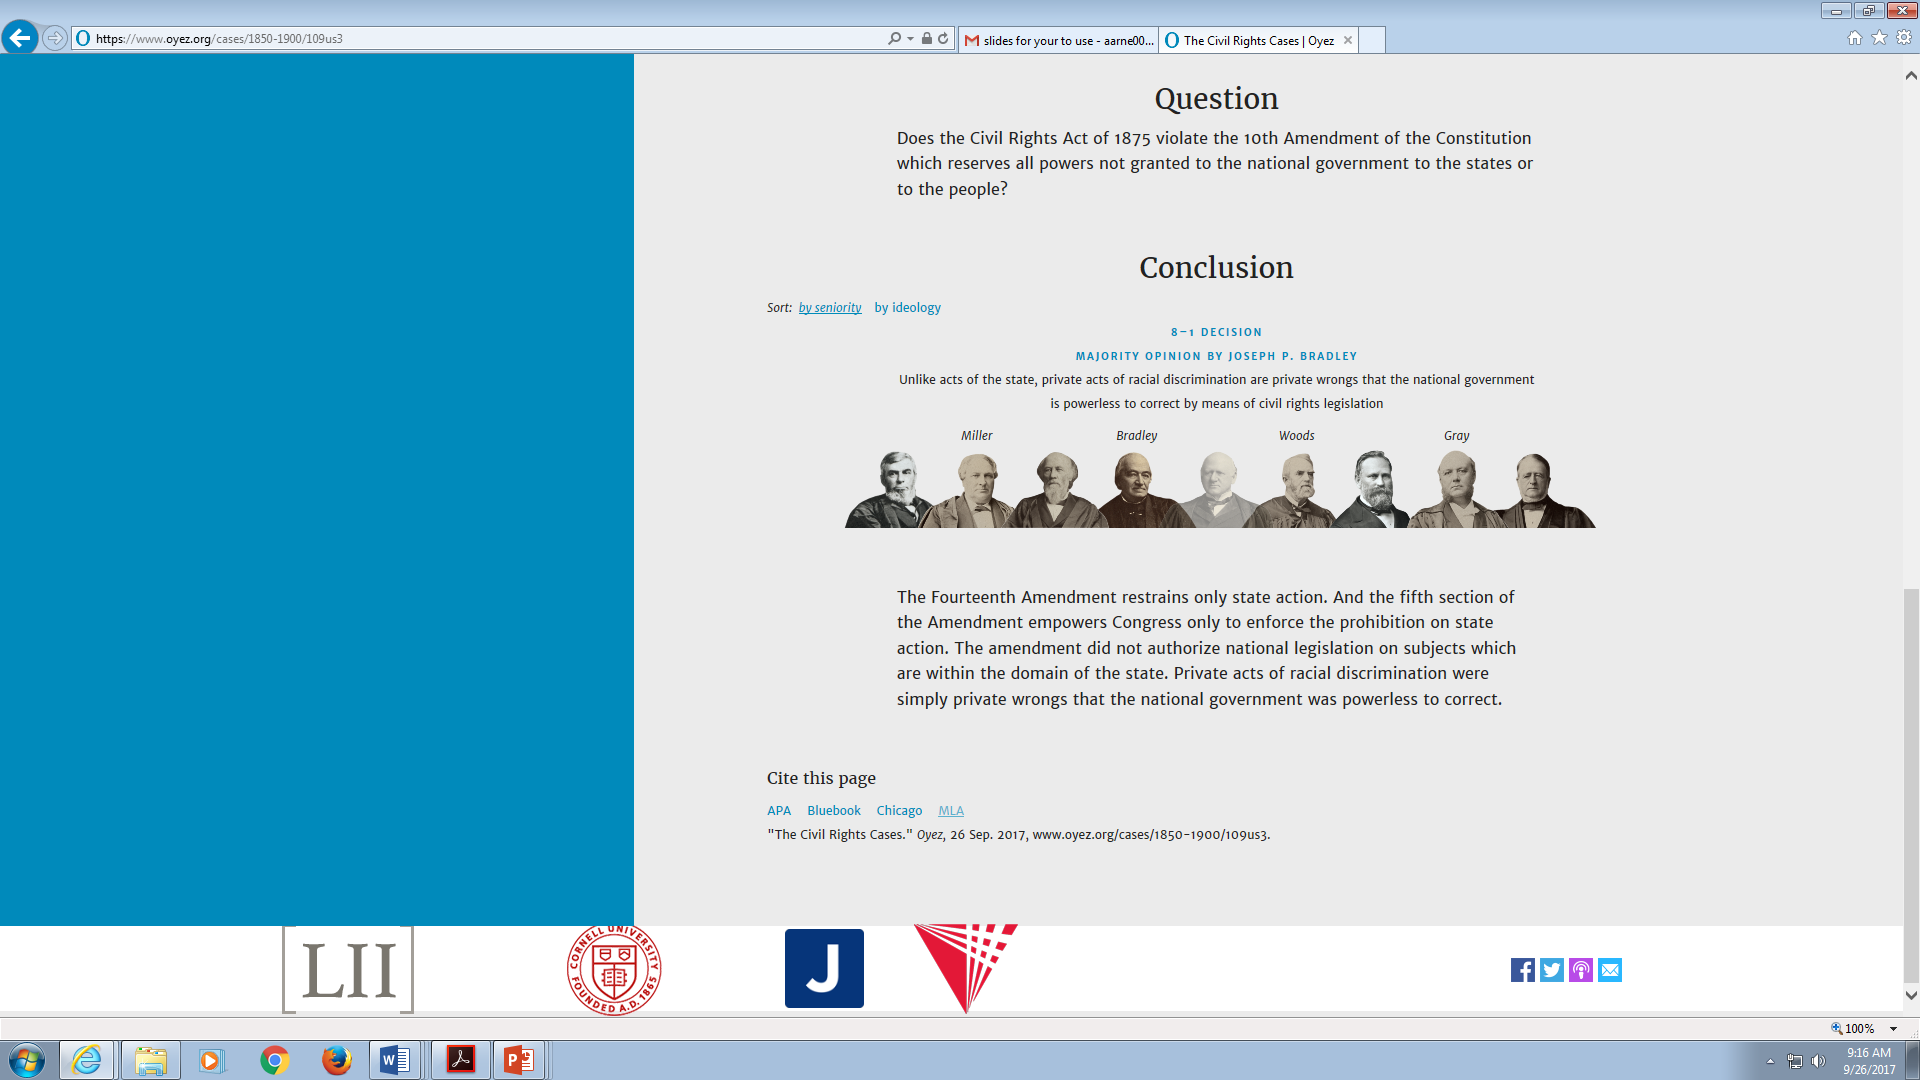 https://www.oyez.org/cases/1850-1900/109us3
slides for your to use - aarne00...
The Civil Rights Cases | Oyez
Question
Does the Civil Rights Act of 1875 violate the 10th Amendment of the Constitution
which reserves all powers not granted to the national government to the states or
to the people?
Conclusion
Sort: by seniority by ideology
8–1 DECISION
MAJORITY OPINION BY JOSEPH P. BRADLEY
Unlike acts of the state, private acts of racial discrimination are private wrongs that the national government
is powerless to correct by means of civil rights legislation
Miller Bradley Woods Gray
The Fourteenth Amendment restrains only state action. And the fifth section of
the Amendment empowers Congress only to enforce the prohibition on state
action. The amendment did not authorize national legislation on subjects which
are within the domain of the state. Private acts of racial discrimination were
simply private wrongs that the national government was powerless to correct.
Cite this page
APA Bluebook Chicago MLA
"The Civil Rights Cases." Oyez, 26 Sep. 2017, www.oyez.org/cases/1850-1900/109us3.
LII
CORNELL UNIVERSITY
FOUNDED A.D. 1865
J
100%
9:16 AM
9/26/2017